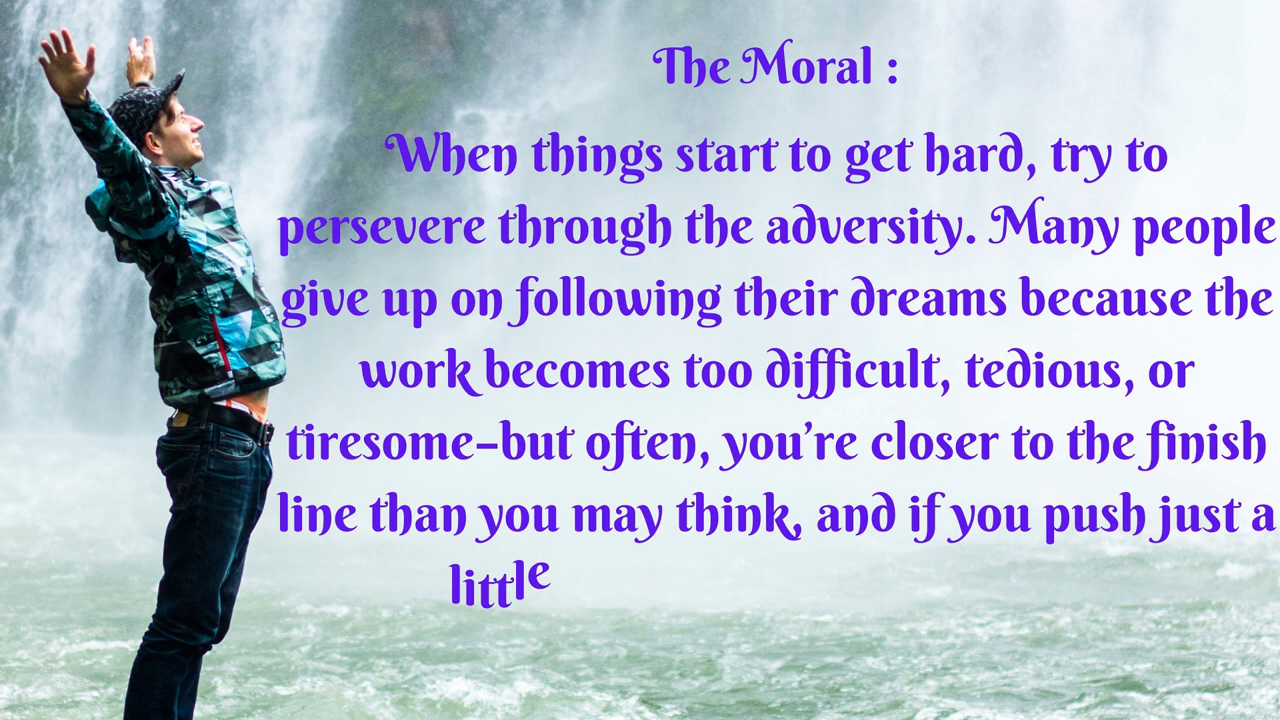 The Moral :
When things start to get hard, try to
persevere through the adversity. Many people
give up on following their dreams because the
work becomes too difficult, tedious, or
tiresome–but often, you’re closer to the finish
line than you may think, and if you push just a
little